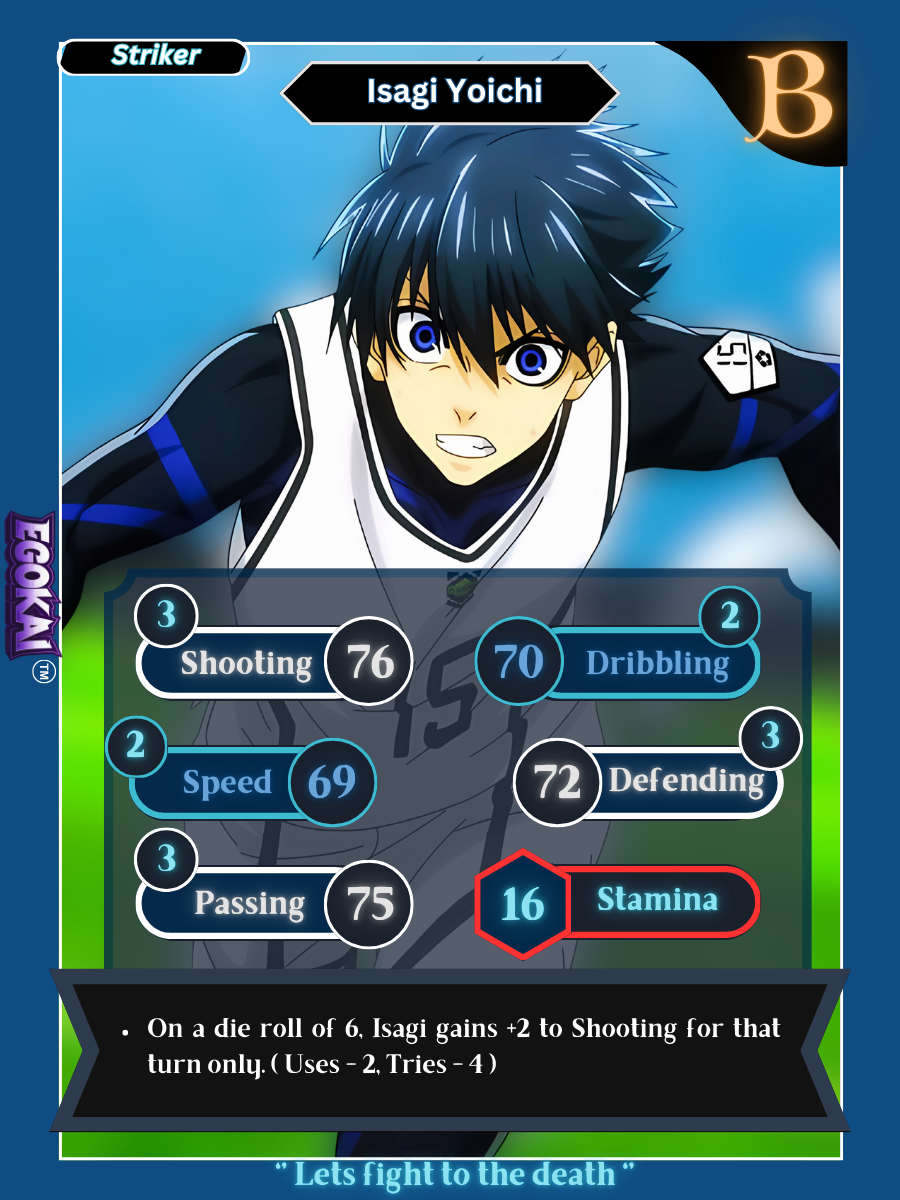 Striker
Isagi Yoichi
B
51
EGOKAI
TM
3
Shooting 76
2
70 Dribbling
2
Speed 69
3
72 Defending
3
Passing 75
16 Stamina
15
• On a die roll of 6, Isagi gains +2 to Shooting for that
turn only. ( Uses - 2, Tries - 4 )
" Lets fight to the death "